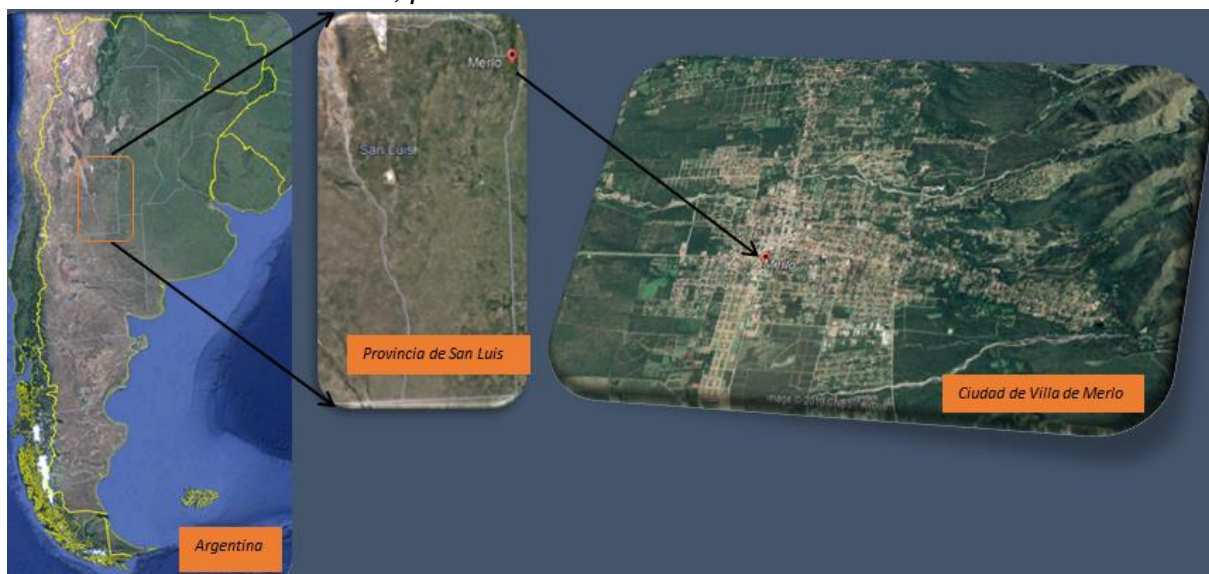 Merlo
San Luis
Merlo
Provincia de San Luis
Ciudad de Villa de Merlo
Argentina